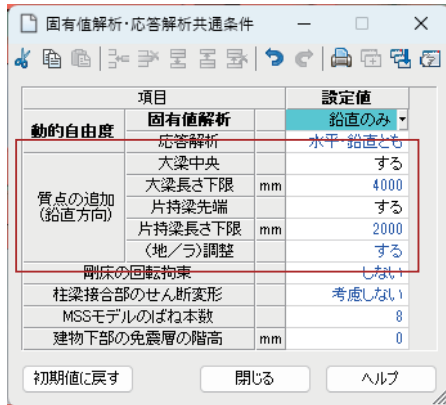 固有値解析・応答解析共通条件
項目 設定値
動的自由度 固有値解析 鉛直のみ
応答解析 水平・鉛直とも
質点の追加(鉛直方向) 大梁中央 する
大梁長さ下限 mm 4000
片持梁先端 する
片持梁長さ下限 mm 2000
(地/ラ)調整 する
剛床の回転拘束 しない
柱梁接合部のせん断変形 考慮しない
MSSモデルのばね本数 8
建物下部の免震層の階高 mm 0
初期値に戻す 閉じる ヘルプ